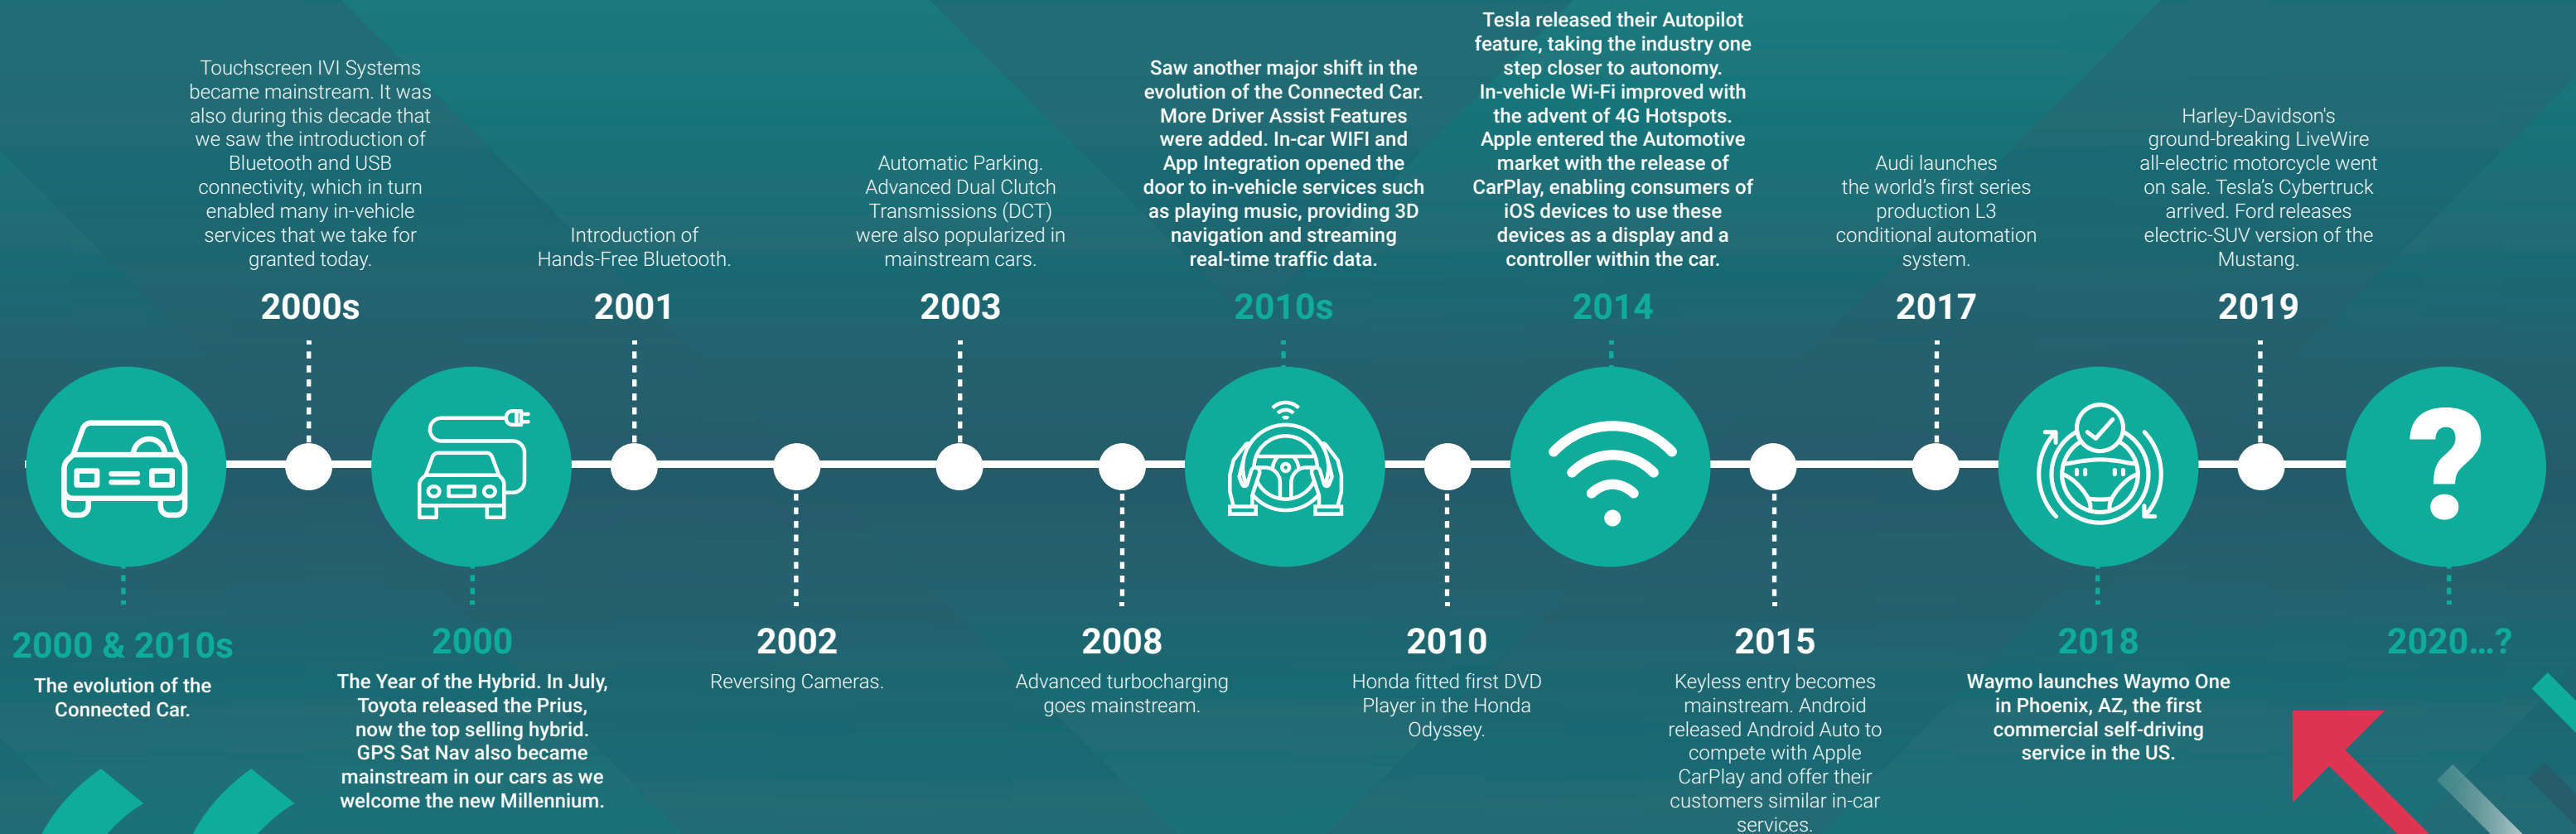 2000 & 2010s
The evolution of the
Connected Car.
Touchscreen IVI Systems
became mainstream. It was
also during this decade that
we saw the introduction of
Bluetooth and USB
connectivity, which in turn
enabled many in-vehicle
services that we take for
granted today.
2000s
2000
The Year of the Hybrid. In July,
Toyota released the Prius,
now the top selling hybrid.
GPS Sat Nav also became
mainstream in our cars as we
welcome the new Millennium.
Introduction of
Hands-Free Bluetooth.
2001
2002
Reversing Cameras.
Automatic Parking.
Advanced Dual Clutch
Transmissions (DCT)
were also popularized in
mainstream cars.
2003
2008
Advanced turbocharging
goes mainstream.
Saw another major shift in the
evolution of the Connected Car.
More Driver Assist Features
were added. In-car WIFI and
App Integration opened the
door to in-vehicle services such
as playing music, providing 3D
navigation and streaming
real-time traffic data.
2010s
2010
Honda fitted first DVD
Player in the Honda
Odyssey.
Tesla released their Autopilot
feature, taking the industry one
step closer to autonomy.
In-vehicle Wi-Fi improved with
the advent of 4G Hotspots.
Apple entered the Automotive
market with the release of
CarPlay, enabling consumers of
iOS devices to use these
devices as a display and a
controller within the car.
2014
2015
Keyless entry becomes
mainstream. Android
released Android Auto to
compete with Apple
CarPlay and offer their
customers similar in-car
services.
Audi launches
the world's first series
production L3
conditional automation
system.
2017
2018
Waymo launches Waymo One
in Phoenix, AZ, the first
commercial self-driving
service in the US.
Harley-Davidson's
ground-breaking LiveWire
all-electric motorcycle went
on sale. Tesla's Cybertruck
arrived. Ford releases
electric-SUV version of the
Mustang.
2019
?
2020...?